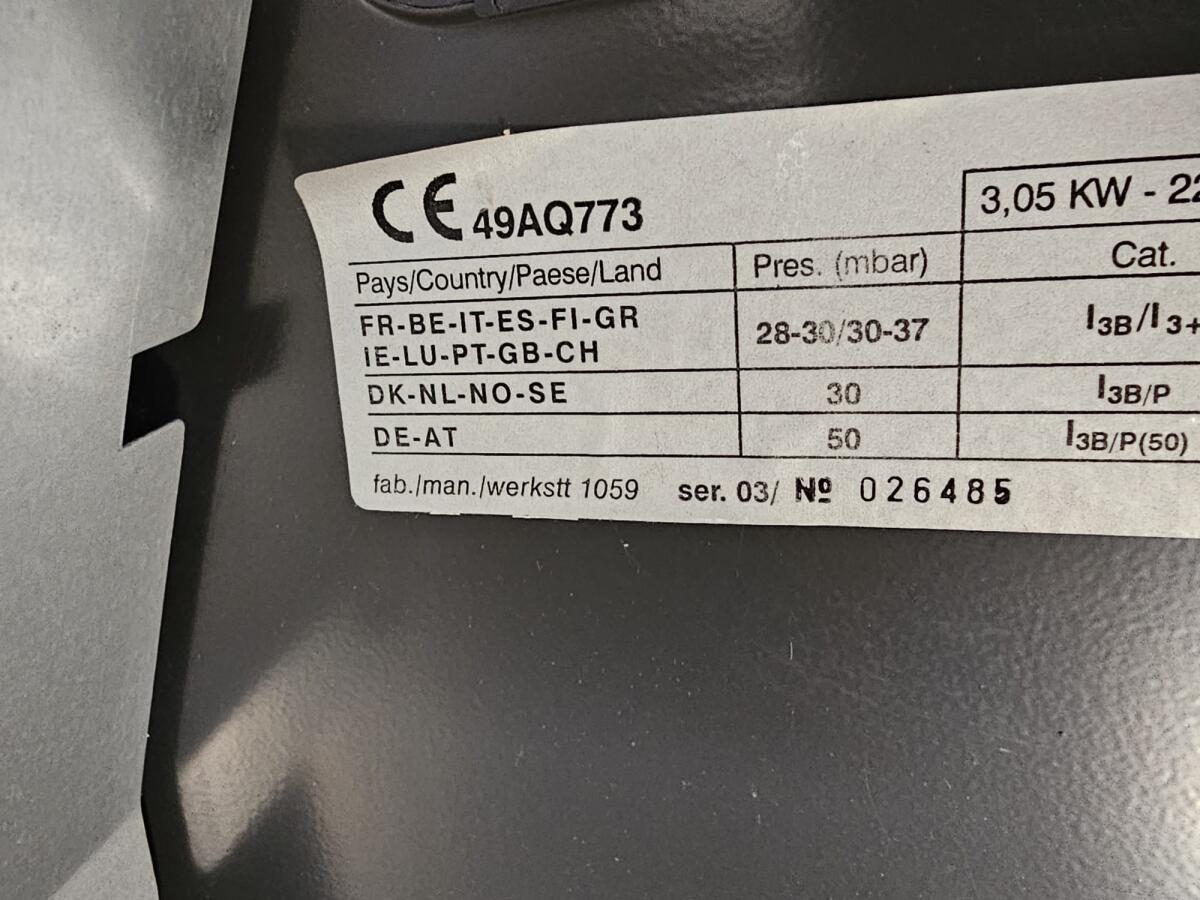 CE 49AQ773
3,05 KW - 22
Pays/Country/Paese/Land Pres. (mbar) Cat.
FR-BE-IT-ES-FI-GR
IE-LU-PT-GB-CH 28-30/30-37 I3B/I3+
DK-NL-NO-SE 30 I3B/P
DE-AT 50 I3B/P(50)
fab./man./werkstt 1059 ser. 03/ Nº 026485